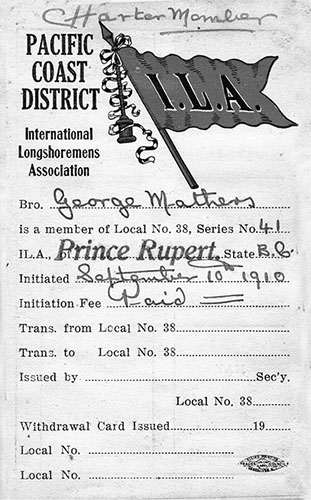 Charter Member
PACIFIC
COAST
DISTRICT
I.L.A.
International
Longshoremens
Association
Bro. George Mathers
is a member of Local No. 38, Series No. 41
I.L.A., of Prince Rupert. State B.C.
Initiated September 10th 1910
Initiation Fee Paid
Trans. from Local No. 38
Trans. to Local No. 38
Issued by Sec'y.
Local No. 38
Withdrawal Card Issued 19
Local No.
Local No.